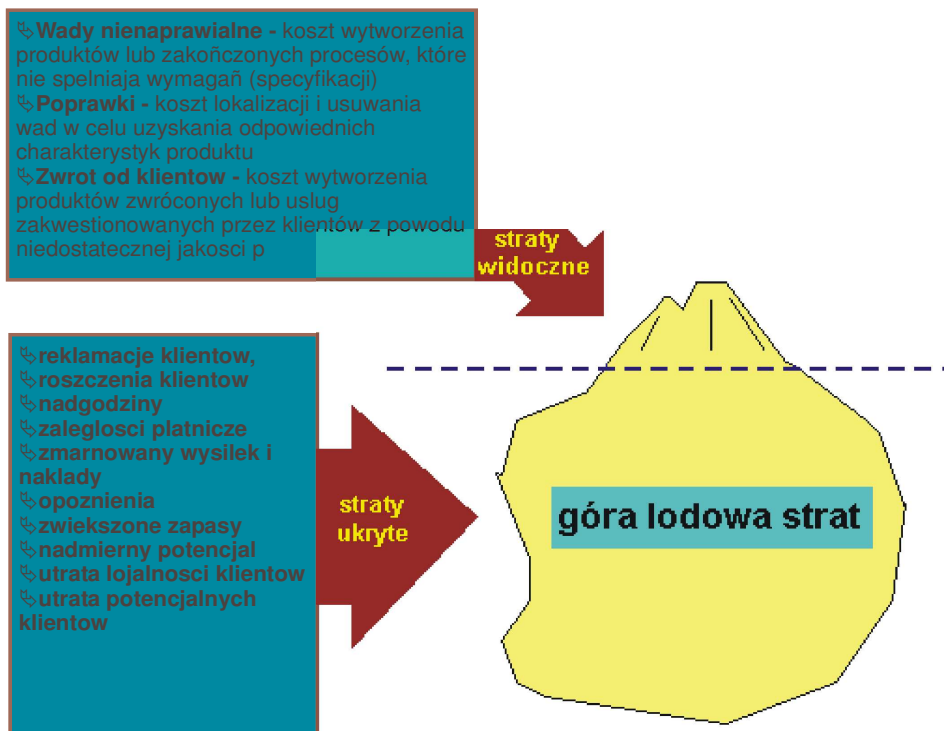 ⮱Wady nienaprawialne - koszt wytworzenia
produktów lub zakończonych procesów, które
nie spelniaja wymagañ (specyfikacji)
⮱Poprawki - koszt lokalizacji i usuwania
wad w celu uzyskania odpowiednich
charakterystyk produktu
⮱Zwrot od klientow - koszt wytworzenia
produktów zwróconych lub uslug
zakwestionowanych przez klientów z powodu
niedostatecznej jakosci p
straty
widoczne
⮱reklamacje klientow,
⮱roszczenia klientow
⮱nadgodziny
⮱zaleglosci platnicze
⮱zmarnowany wysilek i
naklady
⮱opoznienia
⮱zwiekszone zapasy
⮱nadmierny potencjal
⮱utrata lojalnosci klientow
⮱utrata potencjalnych
klientow
straty
ukryte
góra lodowa strat